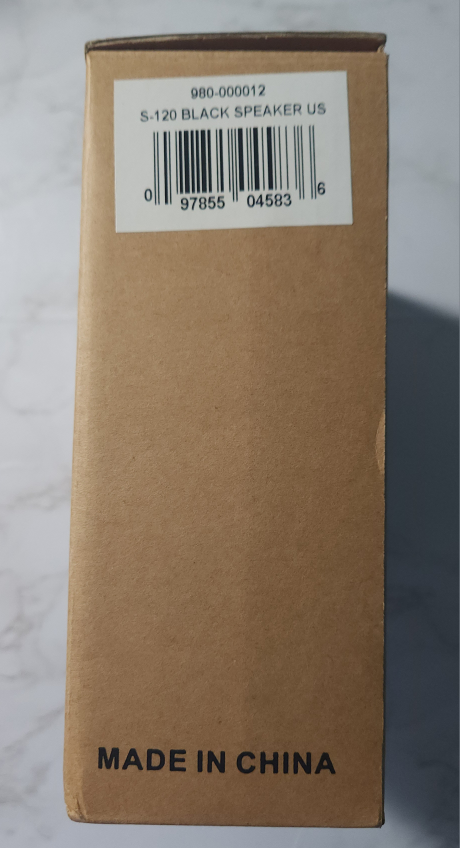 980-000012
S-120 BLACK SPEAKER US
0 97855 04583 6
MADE IN CHINA